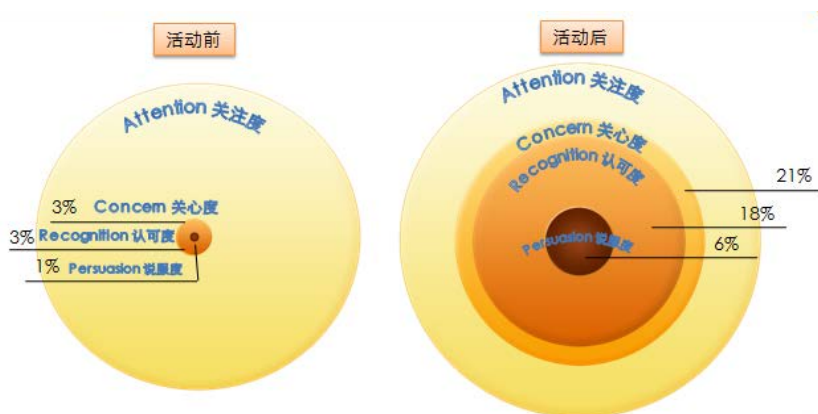 活动前
Attention 关注度
3% Concern 关心度
3% Recognition 认可度
1% Persuasion 说服度
活动后
Attention 关注度
Concern 关心度
Recognition 认可度
Persuasion 说服度
21%
18%
6%